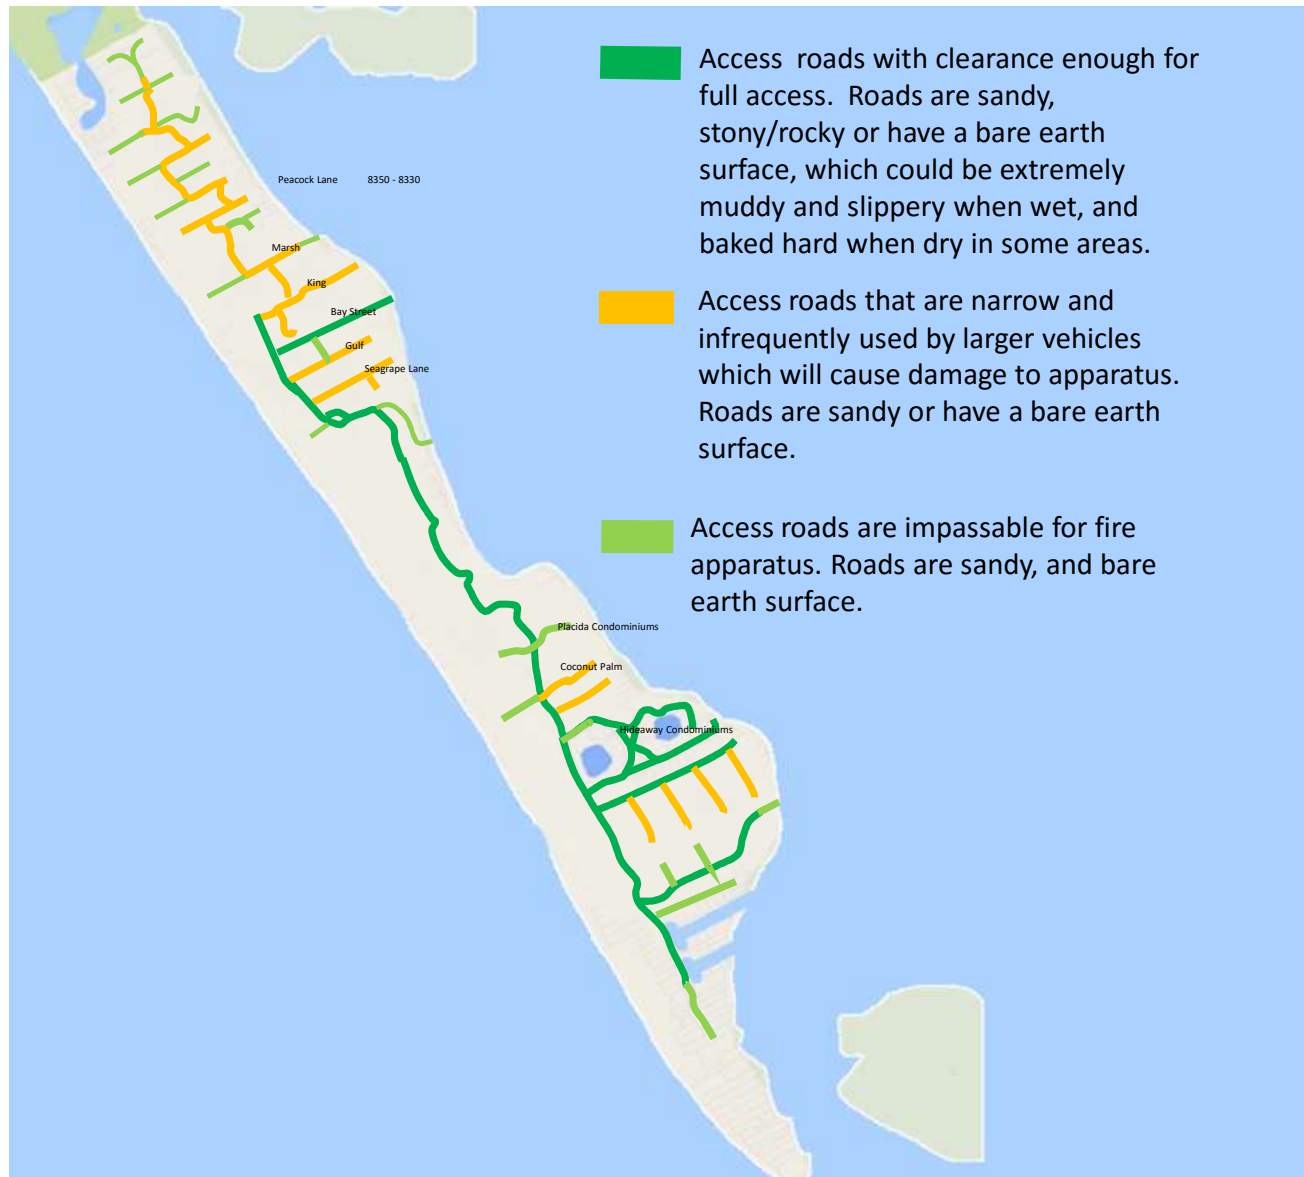 Access roads with clearance enough for
full access. Roads are sandy,
stony/rocky or have a bare earth
surface, which could be extremely
muddy and slippery when wet, and
baked hard when dry in some areas.
Peacock Lane 8350 - 8330
Marsh
King
Bay Street
Gulf
Seagrape Lane
Access roads that are narrow and
infrequently used by larger vehicles
which will cause damage to apparatus.
Roads are sandy or have a bare earth
surface.
Access roads are impassable for fire
apparatus. Roads are sandy, and bare
earth surface.
Placida Condominiums
Coconut Palm
Hideaway Condominiums